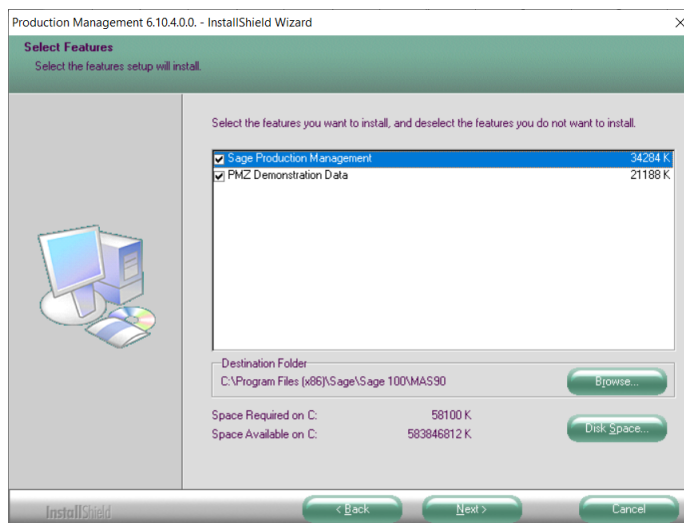 Production Management 6.10.4.0.0. - InstallShield Wizard
Select Features
Select the features setup will install.
Select the features you want to install, and deselect the features you do not want to install.
Sage Production Management 34284 K
PMZ Demonstration Data 21188 K
Destination Folder
C:\Program Files (x86)\Sage\Sage 100\MAS90
Browse...
Space Required on C: 58100 K
Space Available on C: 583846812 K
Disk Space...
InstallShield
< Back
Next >
Cancel